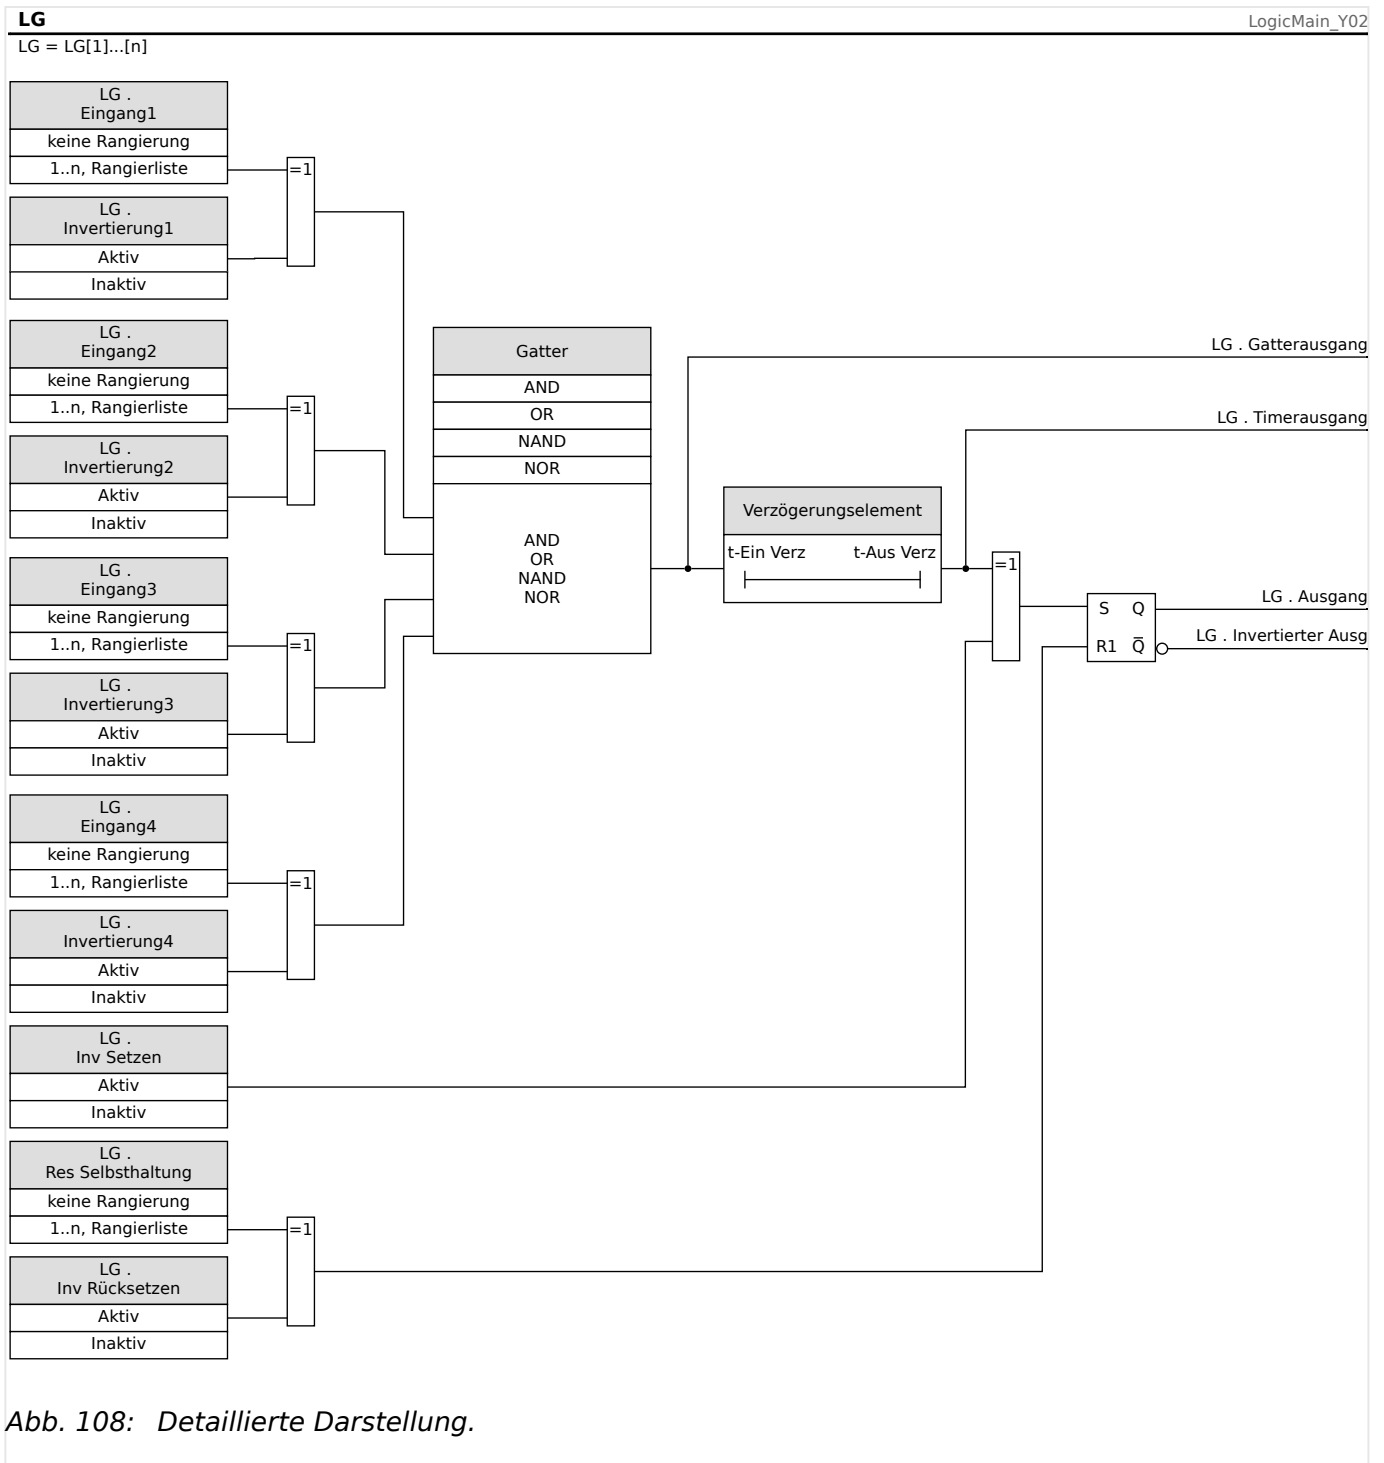 LG
LogicMain_Y02
LG = LG[1]...[n]
LG .
Eingang1
keine Rangierung
1..n, Rangierliste
=1
LG .
Invertierung1
Aktiv
Inaktiv
LG .
Eingang2
keine Rangierung
1..n, Rangierliste
=1
LG .
Invertierung2
Aktiv
Inaktiv
LG .
Eingang3
keine Rangierung
1..n, Rangierliste
=1
LG .
Invertierung3
Aktiv
Inaktiv
LG .
Eingang4
keine Rangierung
1..n, Rangierliste
=1
LG .
Invertierung4
Aktiv
Inaktiv
LG .
Inv Setzen
Aktiv
Inaktiv
LG .
Res Selbsthaltung
keine Rangierung
1..n, Rangierliste
=1
LG .
Inv Rücksetzen
Aktiv
Inaktiv
Gatter
AND
OR
NAND
NOR
AND
OR
NAND
NOR
Verzögerungselement
t-Ein Verz t-Aus Verz
=1
S Q
R1 Q̅
LG . Gatterausgang
LG . Timerausgang
LG . Ausgang
LG . Invertierter Ausg
Abb. 108: Detaillierte Darstellung.